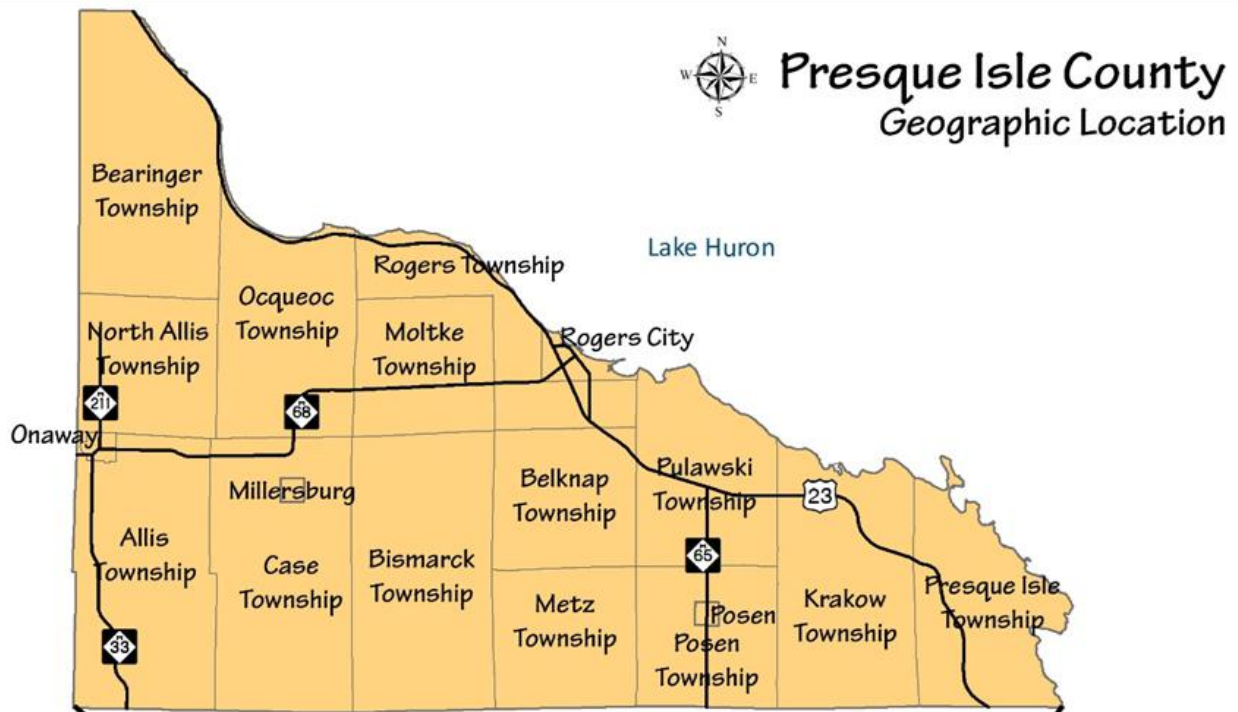 N
W E
S
Presque Isle County
Geographic Location
Bearinger
Township
Lake Huron
Rogers Township
Ocqueoc
Township
North Allis
Township
Moltke
Township
Rogers City
M
211
M
68
Onaway
Millersburg
Belknap
Township
Pulawski
Township
23
Allis
Township
Case
Township
Bismarck
Township
M
65
Metz
Township
Posen
Posen
Township
Krakow
Township
Presque Isle
Township
M
33